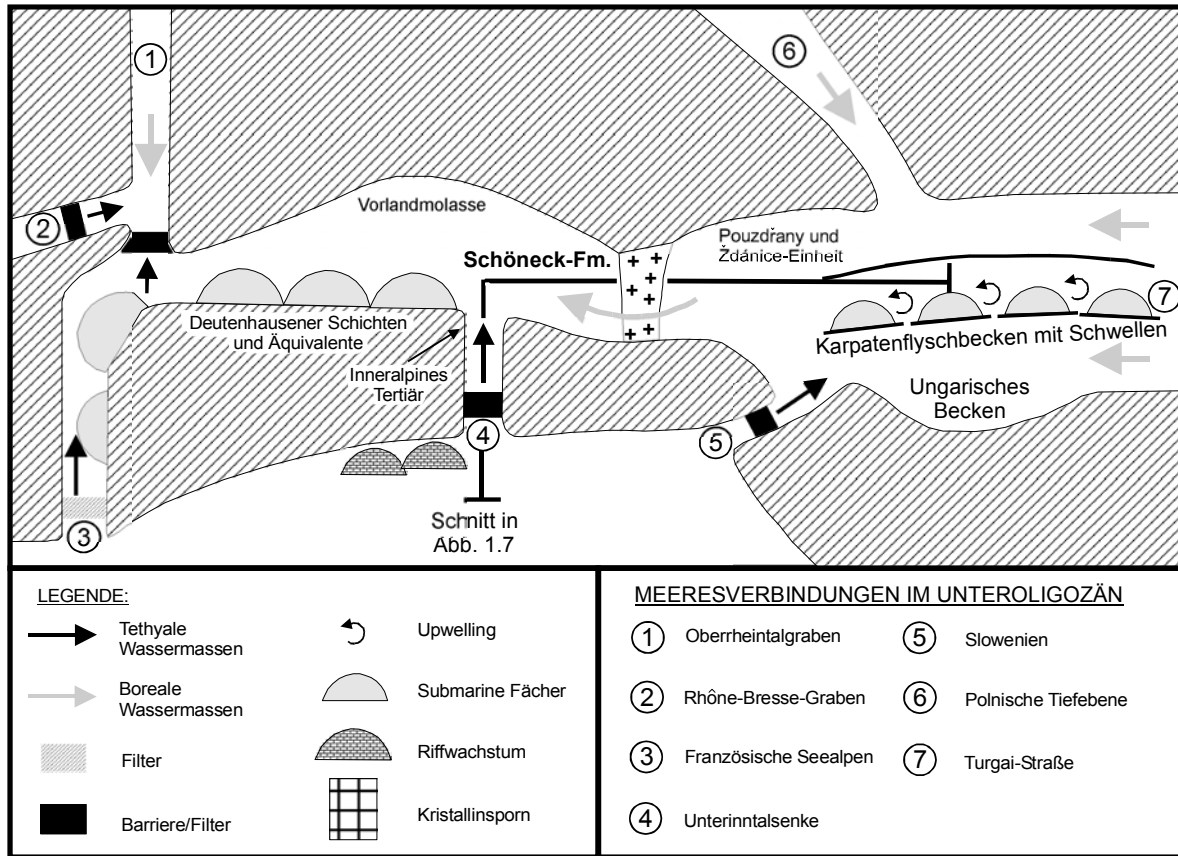 1
6
2
Vorlandmolasse
Pouzdřany und
Ždánice-Einheit
Schöneck-Fm.
7
Deutenhausener Schichten
und Äquivalente
Karpatenflyschbecken mit Schwellen
Inneralpines
Tertiär
Ungarisches
Becken
4
5
3
Schnitt in
Abb. 1.7
LEGENDE:
Tethyale
Wassermassen
Upwelling
Boreale
Wassermassen
Submarine Fächer
Filter
Riffwachstum
Barriere/Filter
Kristallinsporn
MEERESVERBINDUNGEN IM UNTEROLIGOZÄN
1 Oberrheintalgraben
5 Slowenien
2 Rhône-Bresse-Graben
6 Polnische Tiefebene
3 Französische Seealpen
7 Turgai-Straße
4 Unterinntalsenke